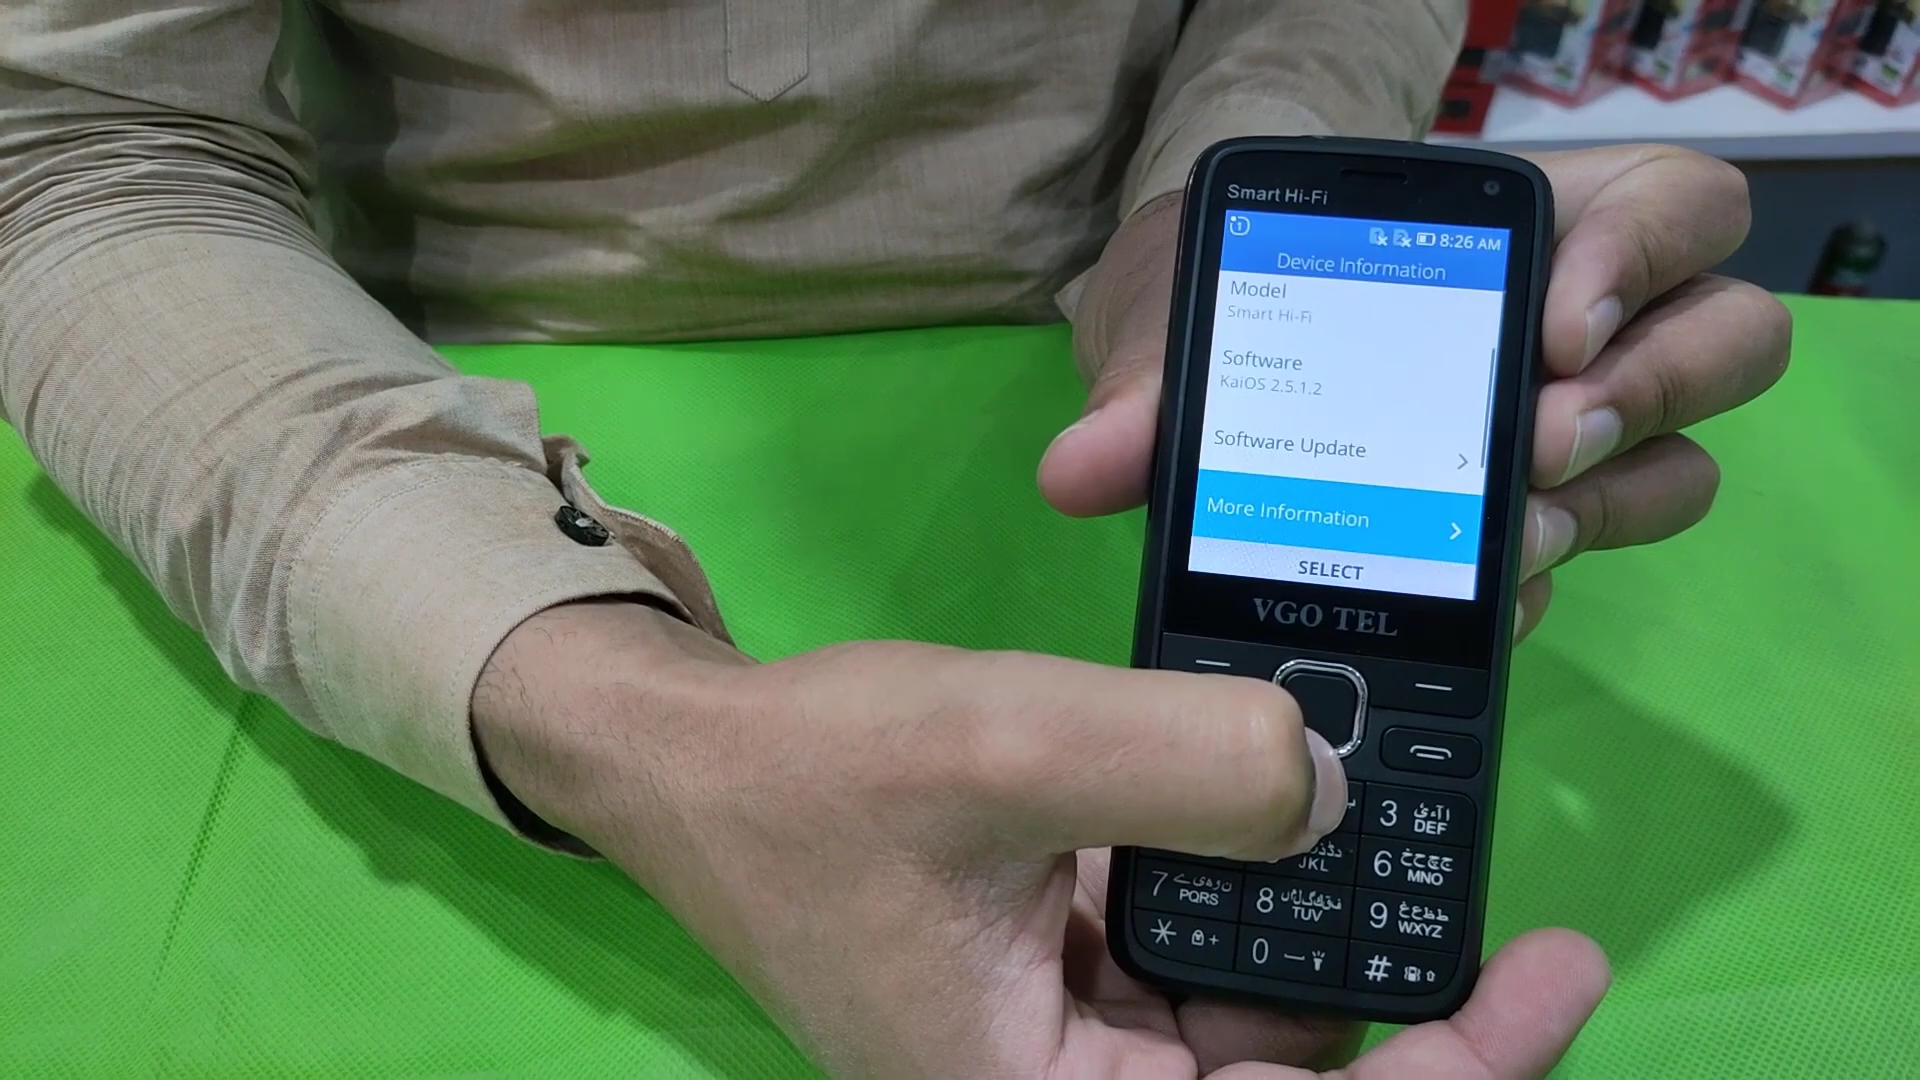 Smart Hi-Fi
8:26 AM
Device Information
Model
Smart Hi-Fi
Software
KaiOS 2.5.1.2
Software Update
More Information
SELECT
VGO TEL
3 ا آ ء ئ
DEF
JKL
6 ج چ ح خ
MNO
7
PQRS
8
TUV
9 ط ظ ع غ
WXYZ
* +
0
#